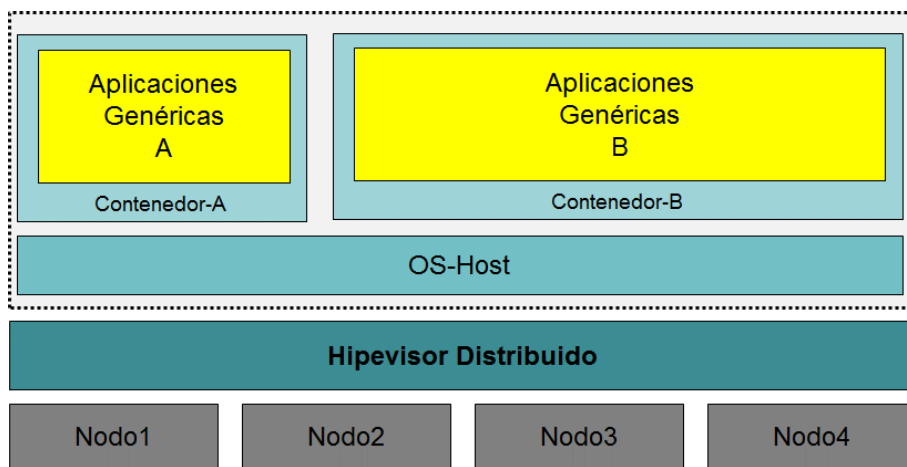 Aplicaciones
Genéricas
A
Contenedor-A
Aplicaciones
Genéricas
B
Contenedor-B
OS-Host
Hipevisor Distribuido
Nodo1
Nodo2
Nodo3
Nodo4